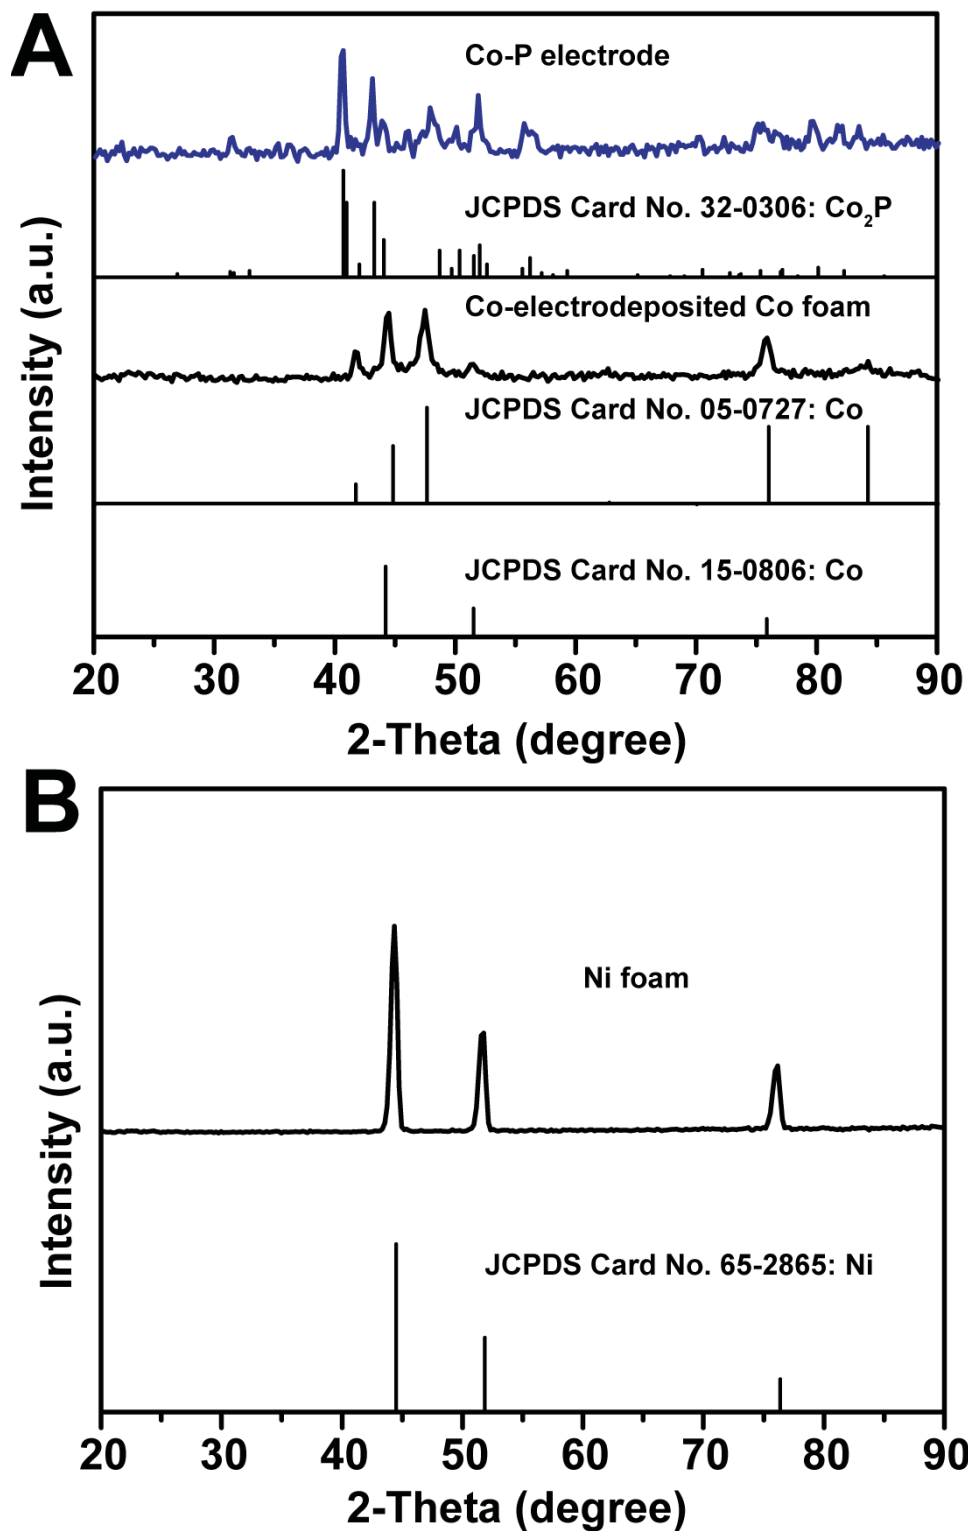 A
Co-P electrode
JCPDS Card No. 32-0306: Co₂P
Co-electrodeposited Co foam
JCPDS Card No. 05-0727: Co
JCPDS Card No. 15-0806: Co
Intensity (a.u.)
20 30 40 50 60 70 80 90
2-Theta (degree)
B
Ni foam
JCPDS Card No. 65-2865: Ni
Intensity (a.u.)
20 30 40 50 60 70 80 90
2-Theta (degree)